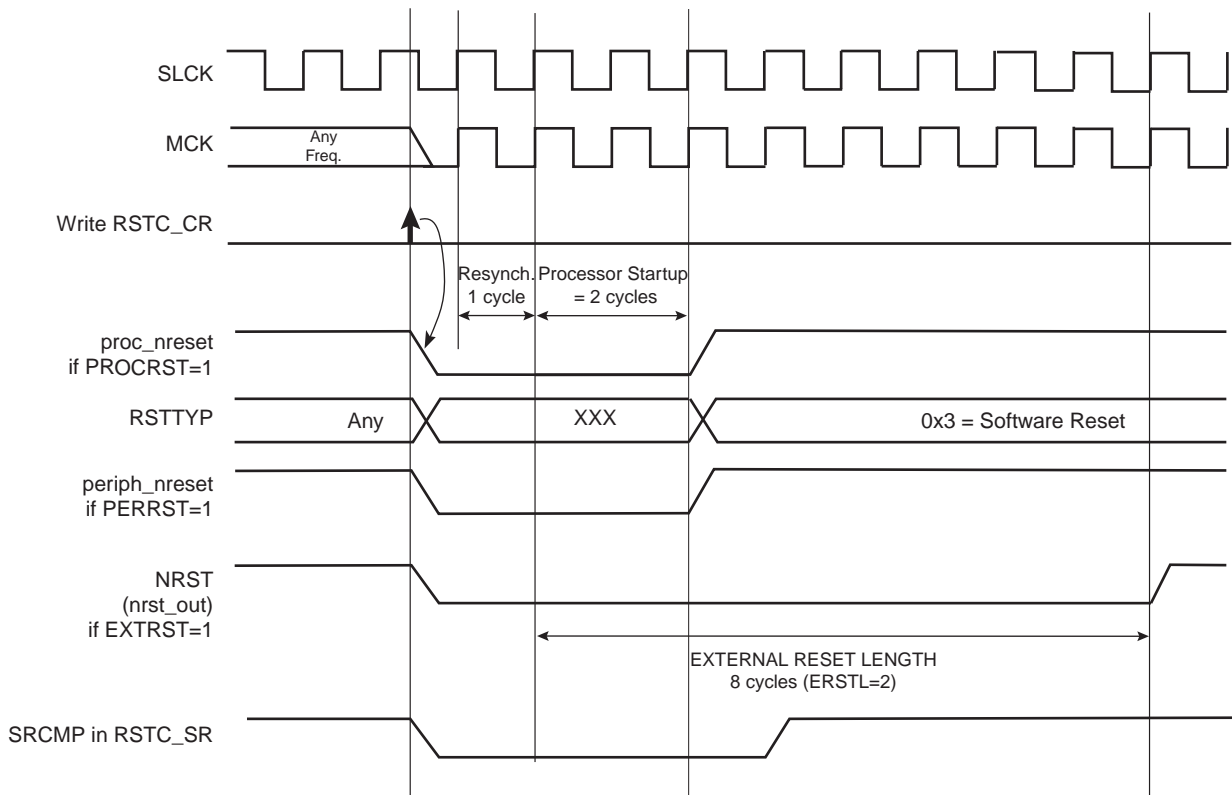 SLCK
MCK
Any
Freq.
Write RSTC_CR
Resynch.
1 cycle
Processor Startup
= 2 cycles
proc_nreset
if PROCRST=1
RSTTYP
Any
XXX
0x3 = Software Reset
periph_nreset
if PERRST=1
NRST
(nrst_out)
if EXTRST=1
EXTERNAL RESET LENGTH
8 cycles (ERSTL=2)
SRCMP in RSTC_SR